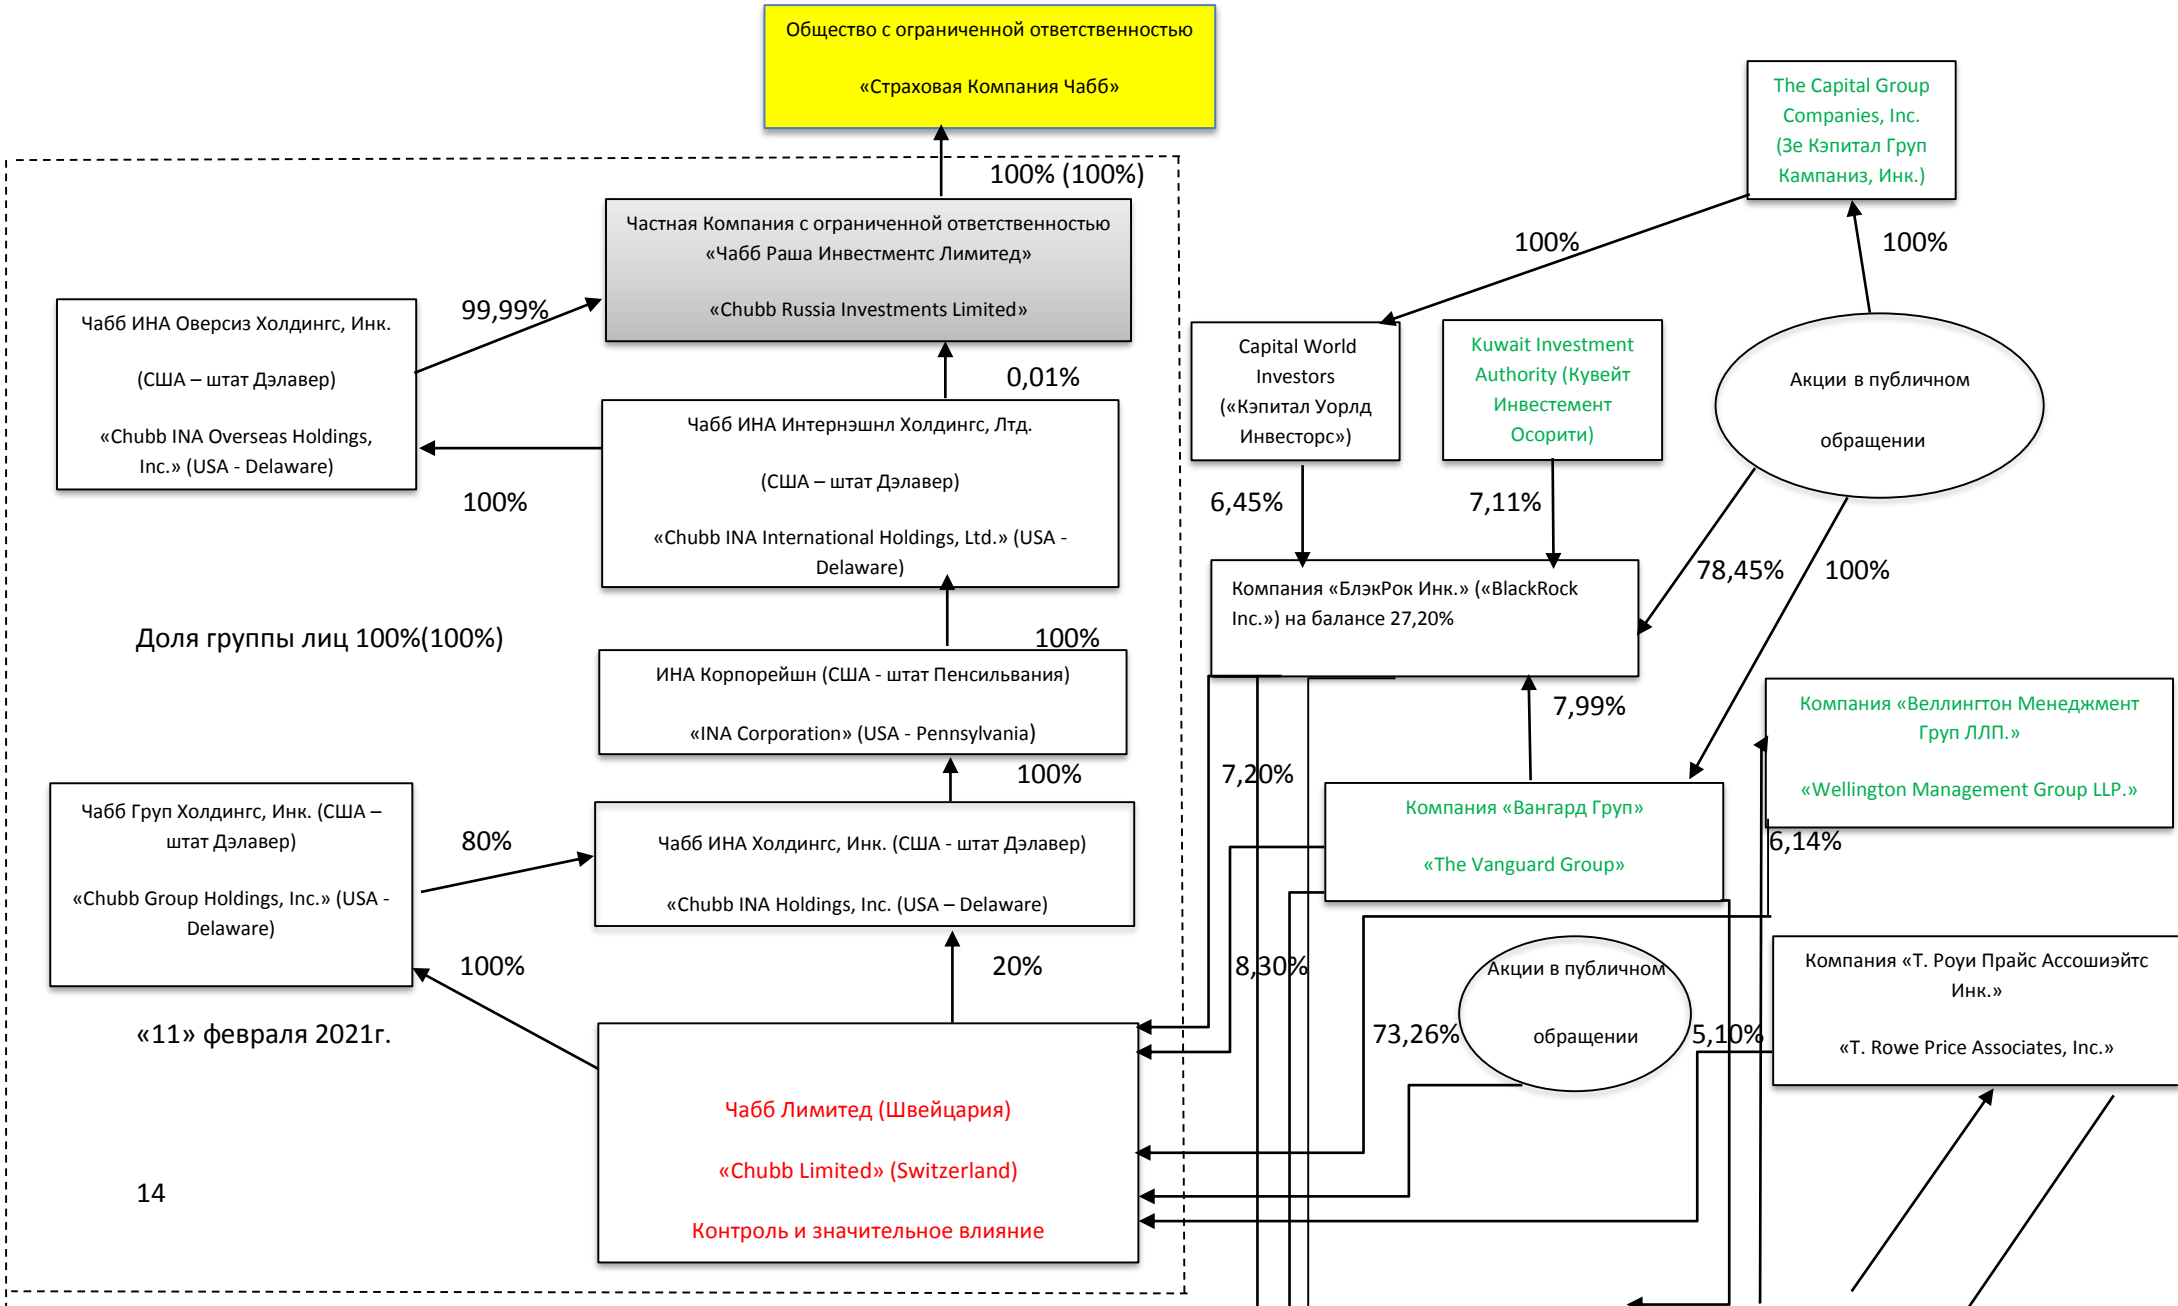 Общество с ограниченной ответственностью
«Страховая Компания Чабб»
The Capital Group
Companies, Inc.
(Зе Кэпитал Груп
Кампаниз, Инк.)
100% (100%)
Частная Компания с ограниченной ответственностью
«Чабб Раша Инвестментс Лимитед»
«Chubb Russia Investments Limited»
100%
100%
Чабб ИНА Оверсиз Холдингс, Инк.
(США – штат Дэлавер)
«Chubb INA Overseas Holdings,
Inc.» (USA - Delaware)
99,99%
0,01%
Capital World
Investors
(«Кэпитал Уорлд
Инвесторс»)
Kuwait Investment
Authority (Кувейт
Инвестемент
Осорити)
Акции в публичном
обращении
Чабб ИНА Интернэшнл Холдингс, Лтд.
(США – штат Дэлавер)
«Chubb INA International Holdings, Ltd.» (USA -
Delaware)
100%
6,45%
7,11%
78,45%
100%
Компания «БлэкРок Инк.» («BlackRock
Inc.») на балансе 27,20%
Доля группы лиц 100%(100%)
100%
ИНА Корпорейшн (США - штат Пенсильвания)
«INA Corporation» (USA - Pennsylvania)
7,99%
Компания «Веллингтон Менеджмент
Груп ЛЛП.»
«Wellington Management Group LLP.»
100%
7,20%
Чабб Груп Холдингс, Инк. (США –
штат Дэлавер)
«Chubb Group Holdings, Inc.» (USA -
Delaware)
80%
Чабб ИНА Холдингс, Инк. (США - штат Дэлавер)
«Chubb INA Holdings, Inc. (USA – Delaware)
Компания «Вангард Груп»
«The Vanguard Group»
6,14%
100%
20%
8,30%
Акции в публичном
обращении
Компания «Т. Роуи Прайс Ассошиэйтс
Инк.»
«T. Rowe Price Associates, Inc.»
«11» февраля 2021г.
73,26%
5,10%
Чабб Лимитед (Швейцария)
«Chubb Limited» (Switzerland)
Контроль и значительное влияние
14